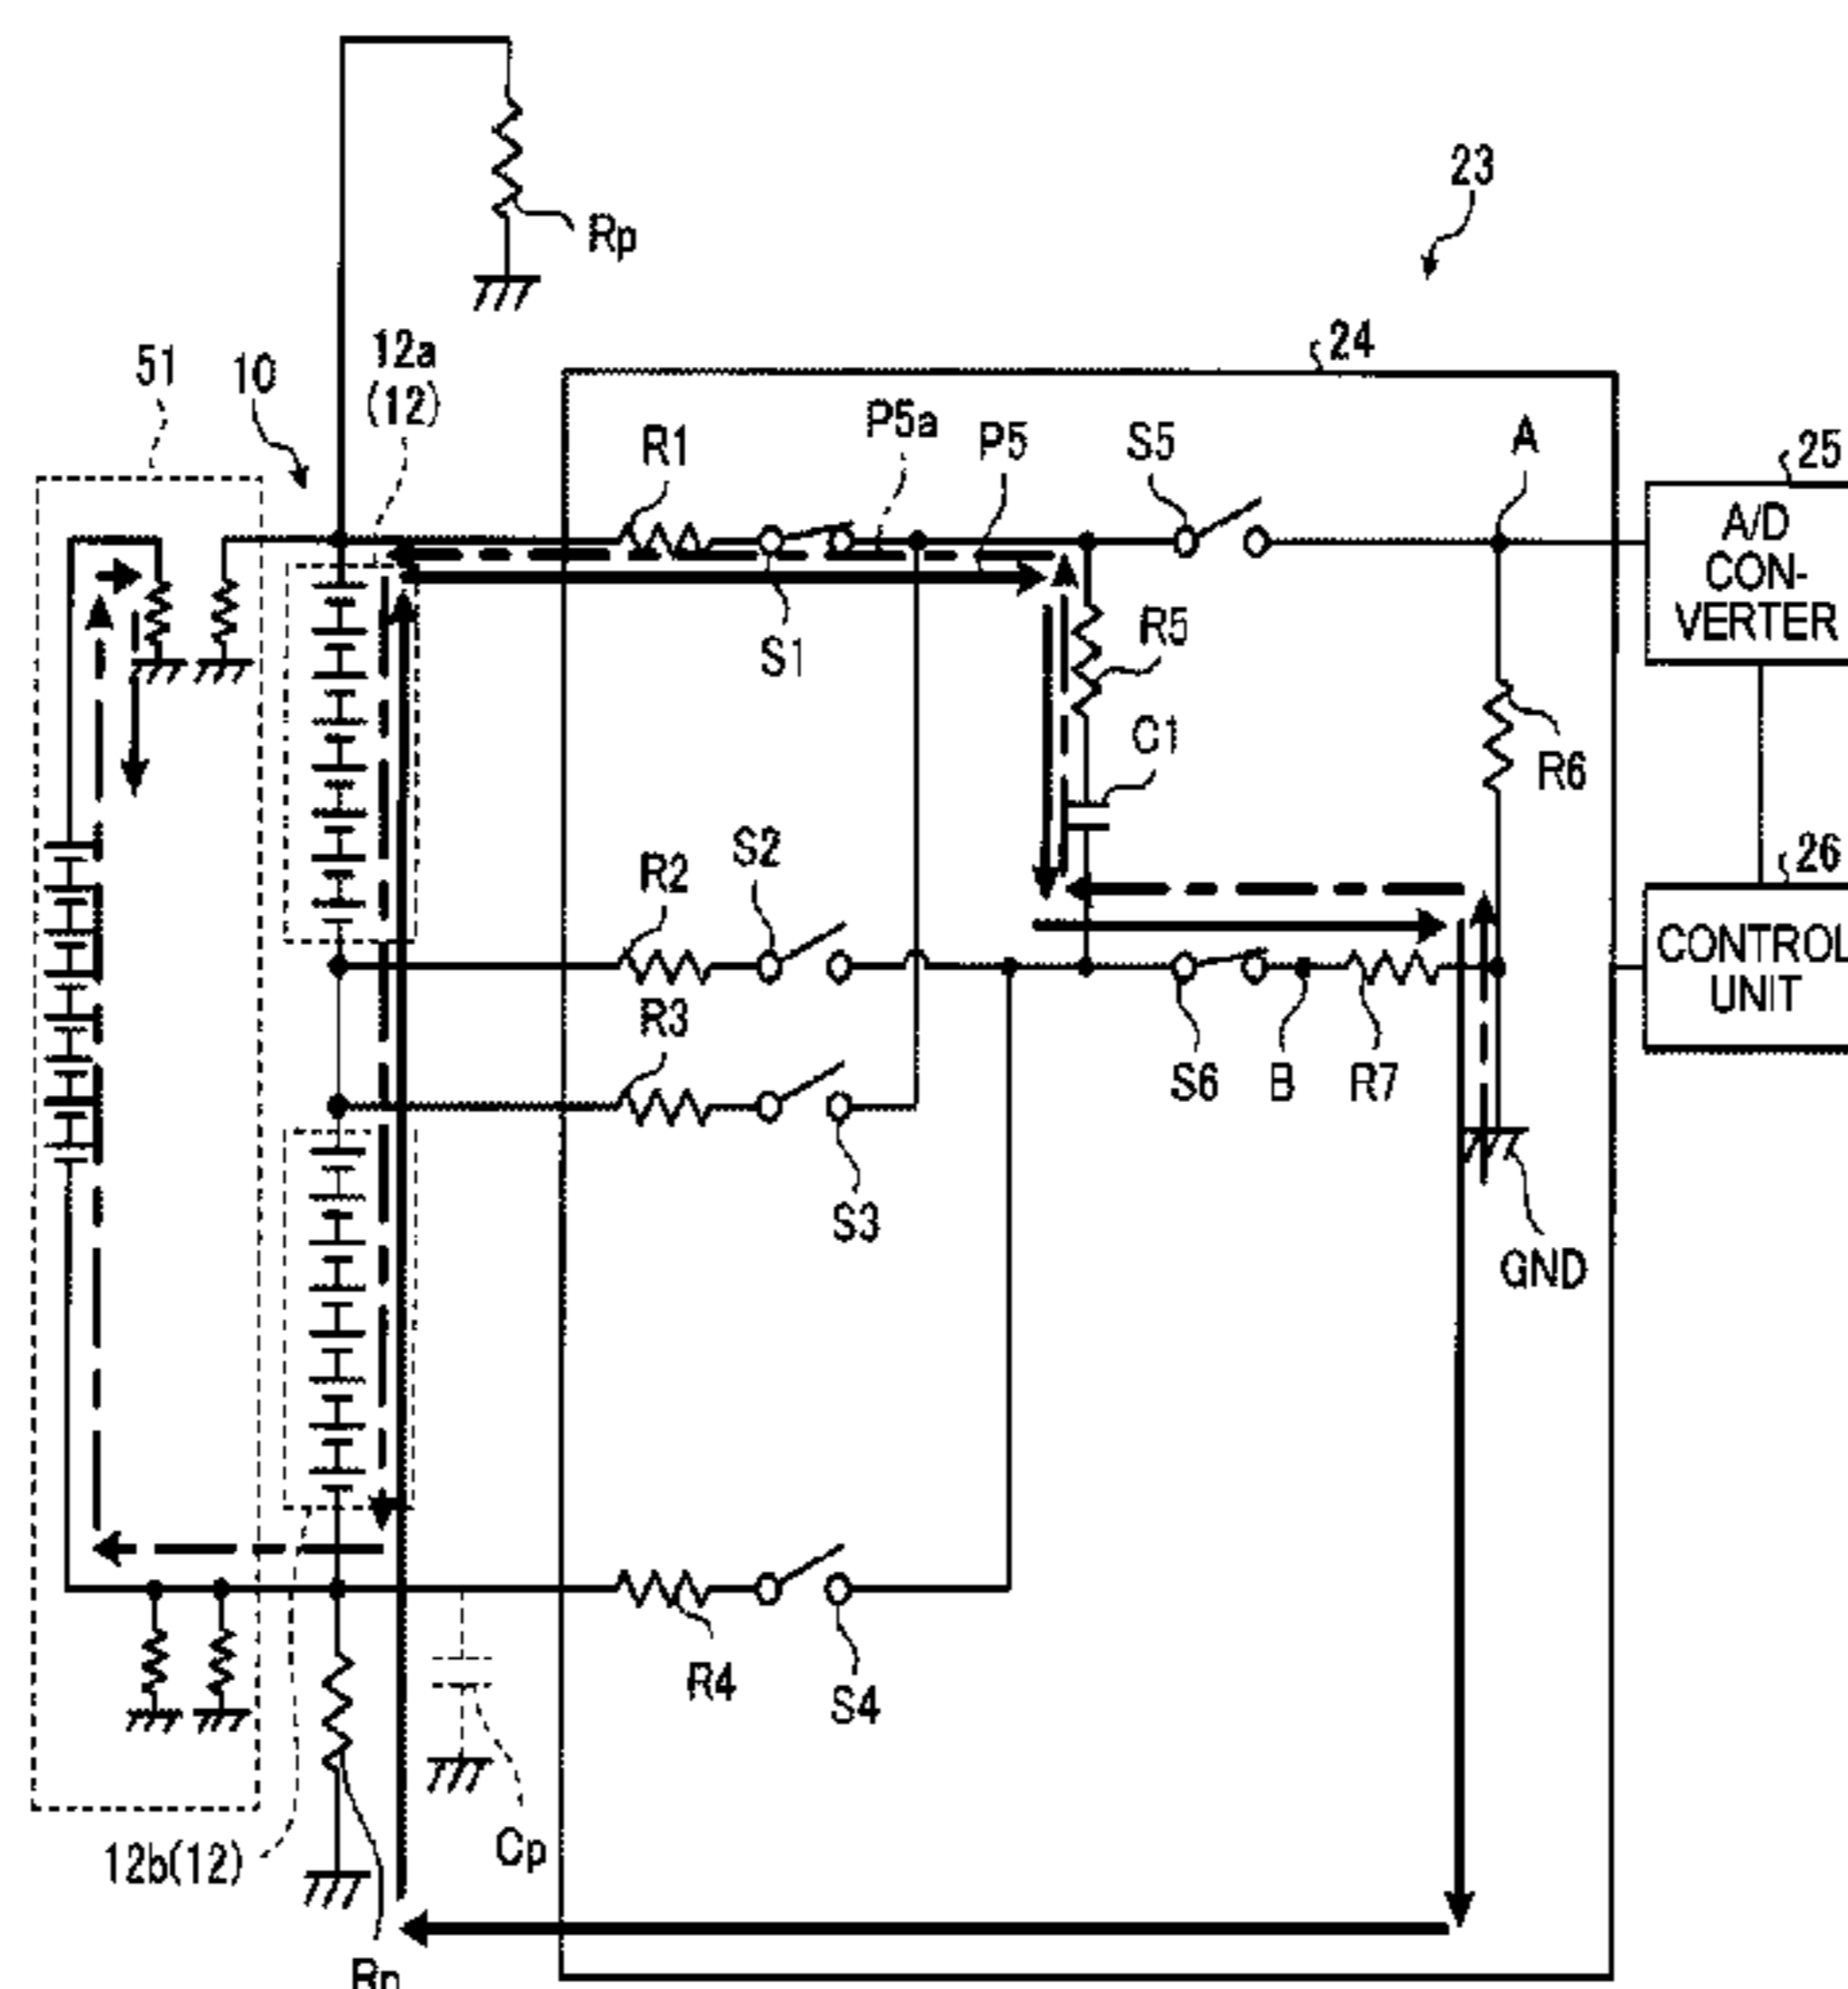 Rp
23
51
10
12a
(12)
24
R1
P5a
P5
S5
A
25
A/D
CON-
VERTER
S1
R5
C1
R6
26
CONTROL
UNIT
R2
S2
R3
S6
B
R7
S3
GND
R4
S4
12b(12)
Cp